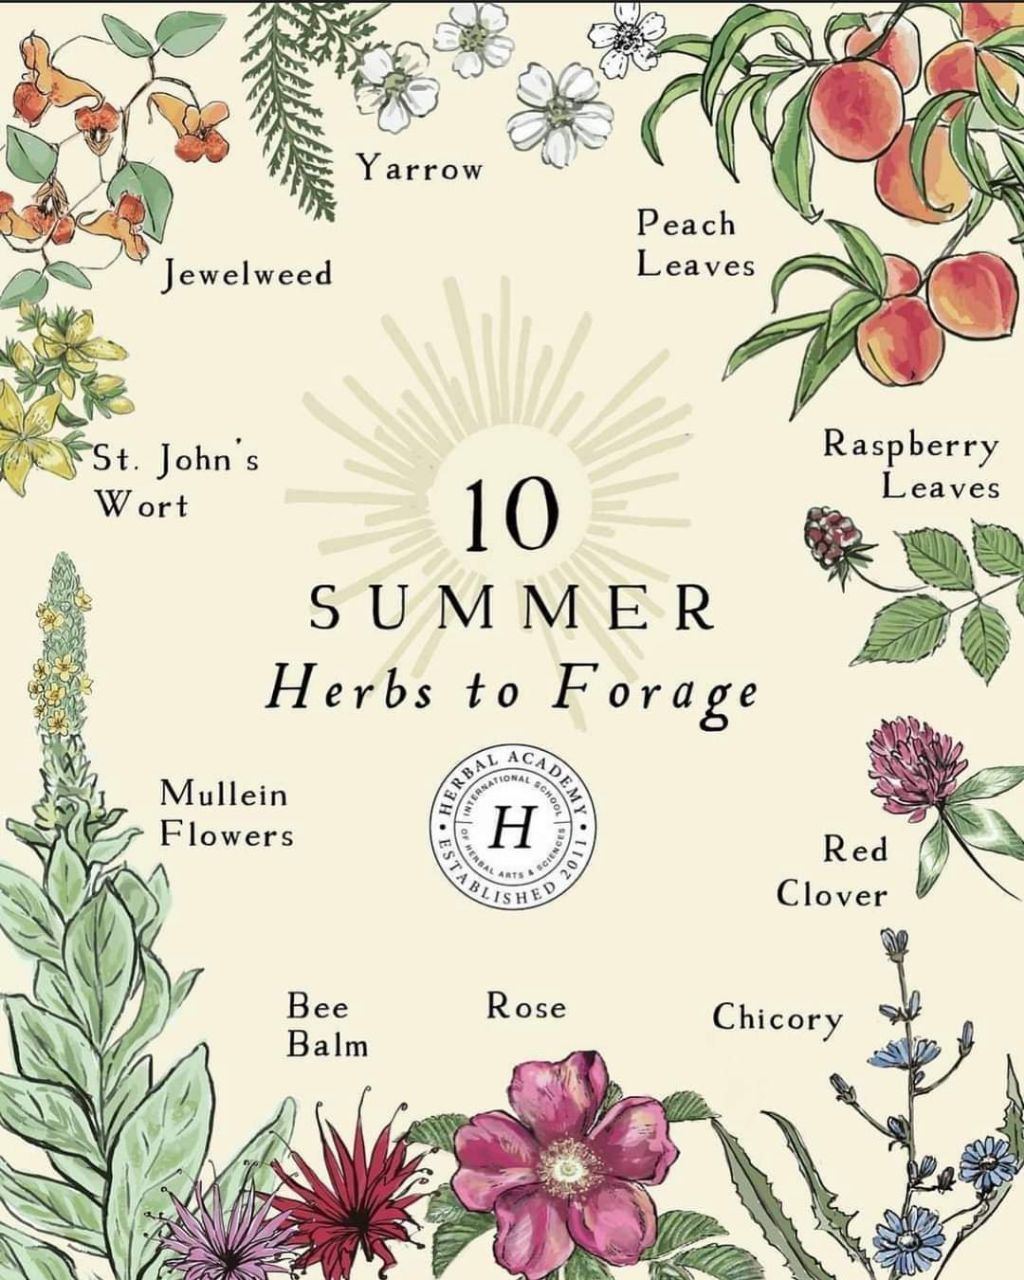 Yarrow
Peach
Leaves
Jewelweed
St. John's
Wort
Raspberry
Leaves
10
SUMMER
Herbs to Forage
HERBAL ACADEMY
INTERNATIONAL SCHOOL
OF HERBAL ARTS & SCIENCES
H
ESTABLISHED 2011
Mullein
Flowers
Red
Clover
Bee
Balm
Rose
Chicory